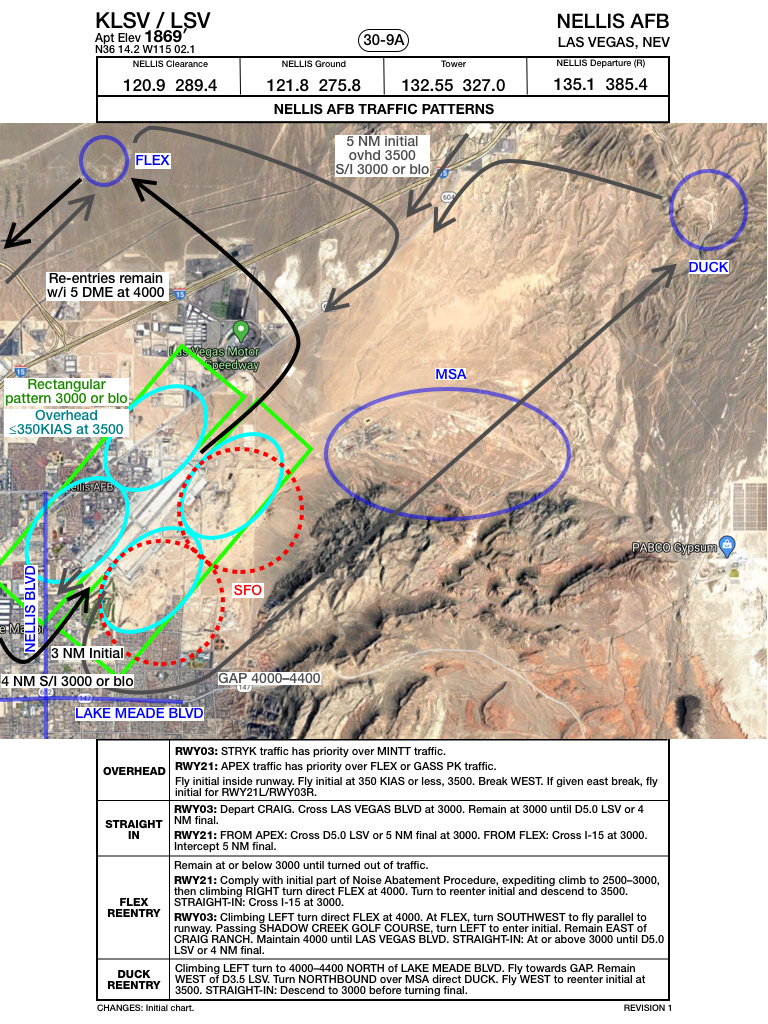 KLSV / LSV
Apt Elev 1869'
N36 14.2 W115 02.1
30-9A
NELLIS AFB
LAS VEGAS, NEV
NELLIS Clearance
120.9 289.4
NELLIS Ground
121.8 275.8
Tower
132.55 327.0
NELLIS Departure (R)
135.1 385.4
NELLIS AFB TRAFFIC PATTERNS
5 NM initial
ovhd 3500
S/I 3000 or blo
FLEX
15
604
DUCK
Re-entries remain
w/i 5 DME at 4000
15
Las Vegas Motor
Speedway
15
MSA
Rectangular
pattern 3000 or blo
Overhead
≤350KIAS at 3500
Nellis AFB
PABCO Gypsum
SFO
NELLIS BLVD
3 NM Initial
4 NM S/I 3000 or blo
GAP 4000–4400
147
147
LAKE MEADE BLVD
OVERHEAD
RWY03: STRYK traffic has priority over MINTT traffic.
RWY21: APEX traffic has priority over FLEX or GASS PK traffic.
Fly initial inside runway. Fly initial at 350 KIAS or less, 3500. Break WEST. If given east break, fly
initial for RWY21L/RWY03R.
STRAIGHT
IN
RWY03: Depart CRAIG. Cross LAS VEGAS BLVD at 3000. Remain at 3000 until D5.0 LSV or 4
NM final.
RWY21: FROM APEX: Cross D5.0 LSV or 5 NM final at 3000. FROM FLEX: Cross I-15 at 3000.
Intercept 5 NM final.
FLEX
REENTRY
Remain at or below 3000 until turned out of traffic.
RWY21: Comply with initial part of Noise Abatement Procedure, expediting climb to 2500–3000,
then climbing RIGHT turn direct FLEX at 4000. Turn to reenter initial and descend to 3500.
STRAIGHT-IN: Cross I-15 at 3000.
RWY03: Climbing LEFT turn direct FLEX at 4000. At FLEX, turn SOUTHWEST to fly parallel to
runway. Passing SHADOW CREEK GOLF COURSE, turn LEFT to enter initial. Remain EAST of
CRAIG RANCH. Maintain 4000 until LAS VEGAS BLVD. STRAIGHT-IN: At or above 3000 until D5.0
LSV or 4 NM final.
DUCK
REENTRY
Climbing LEFT turn to 4000–4400 NORTH of LAKE MEADE BLVD. Fly towards GAP. Remain
WEST of D3.5 LSV. Turn NORTHBOUND over MSA direct DUCK. Fly WEST to reenter initial at
3500. STRAIGHT-IN: Descend to 3000 before turning final.
CHANGES: Initial chart.
REVISION 1